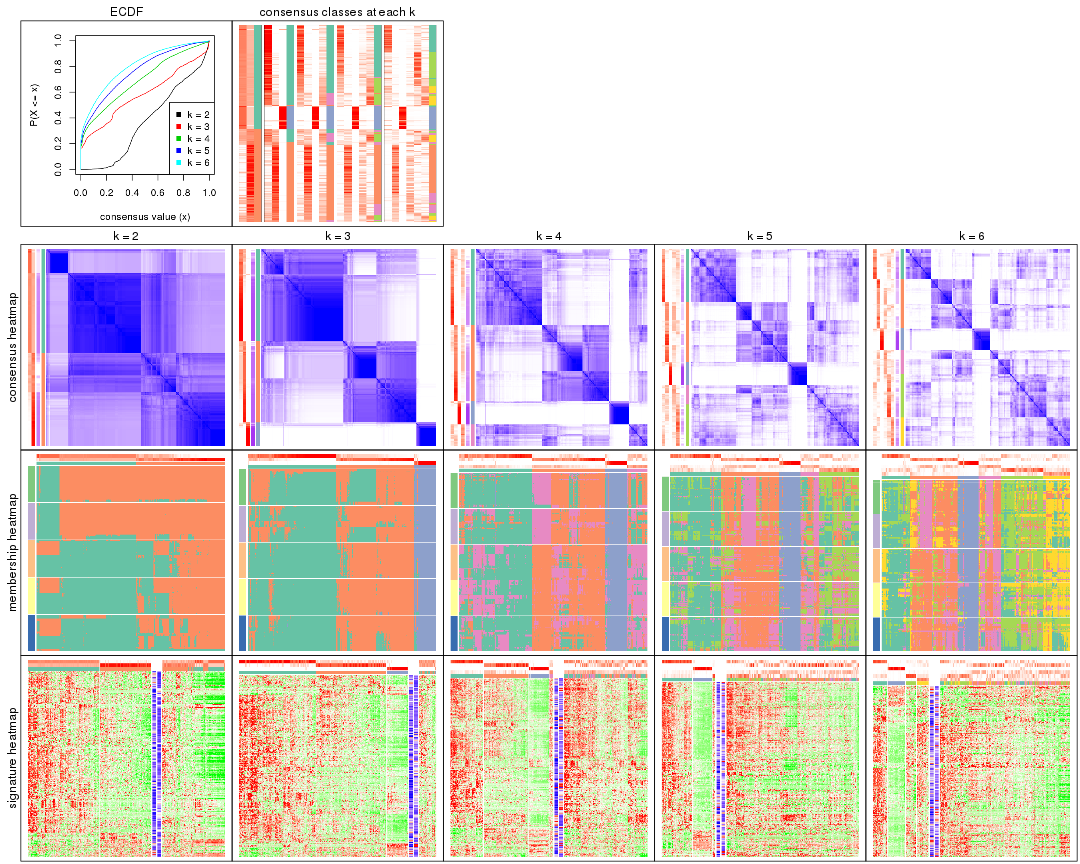 ECDF
consensus classes at each k
P(X <= x)
0.0 0.2 0.4 0.6 0.8 1.0
k = 2
k = 3
k = 4
k = 5
k = 6
0.0 0.2 0.4 0.6 0.8 1.0
consensus value (x)
k = 2
k = 3
k = 4
k = 5
k = 6
consensus heatmap
membership heatmap
signature heatmap